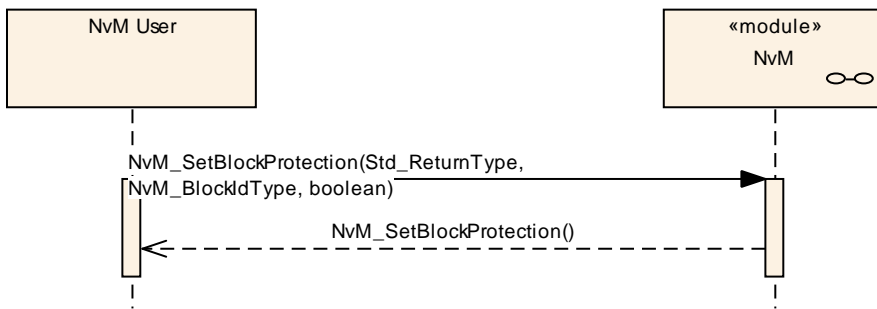 NvM User
«module»
NvM
NvM_SetBlockProtection(Std_ReturnType,
NvM_BlockIdType, boolean)
NvM_SetBlockProtection()